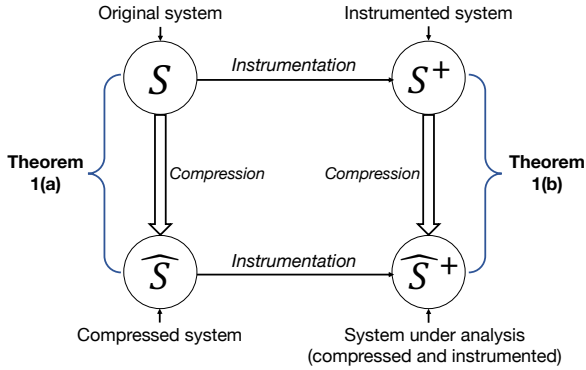 Original system
Instrumented system
S
Instrumentation
S⁺
Theorem
1(a)
Compression
Compression
Theorem
1(b)
Ŝ
Instrumentation
Ŝ⁺
Compressed system
System under analysis
(compressed and instrumented)